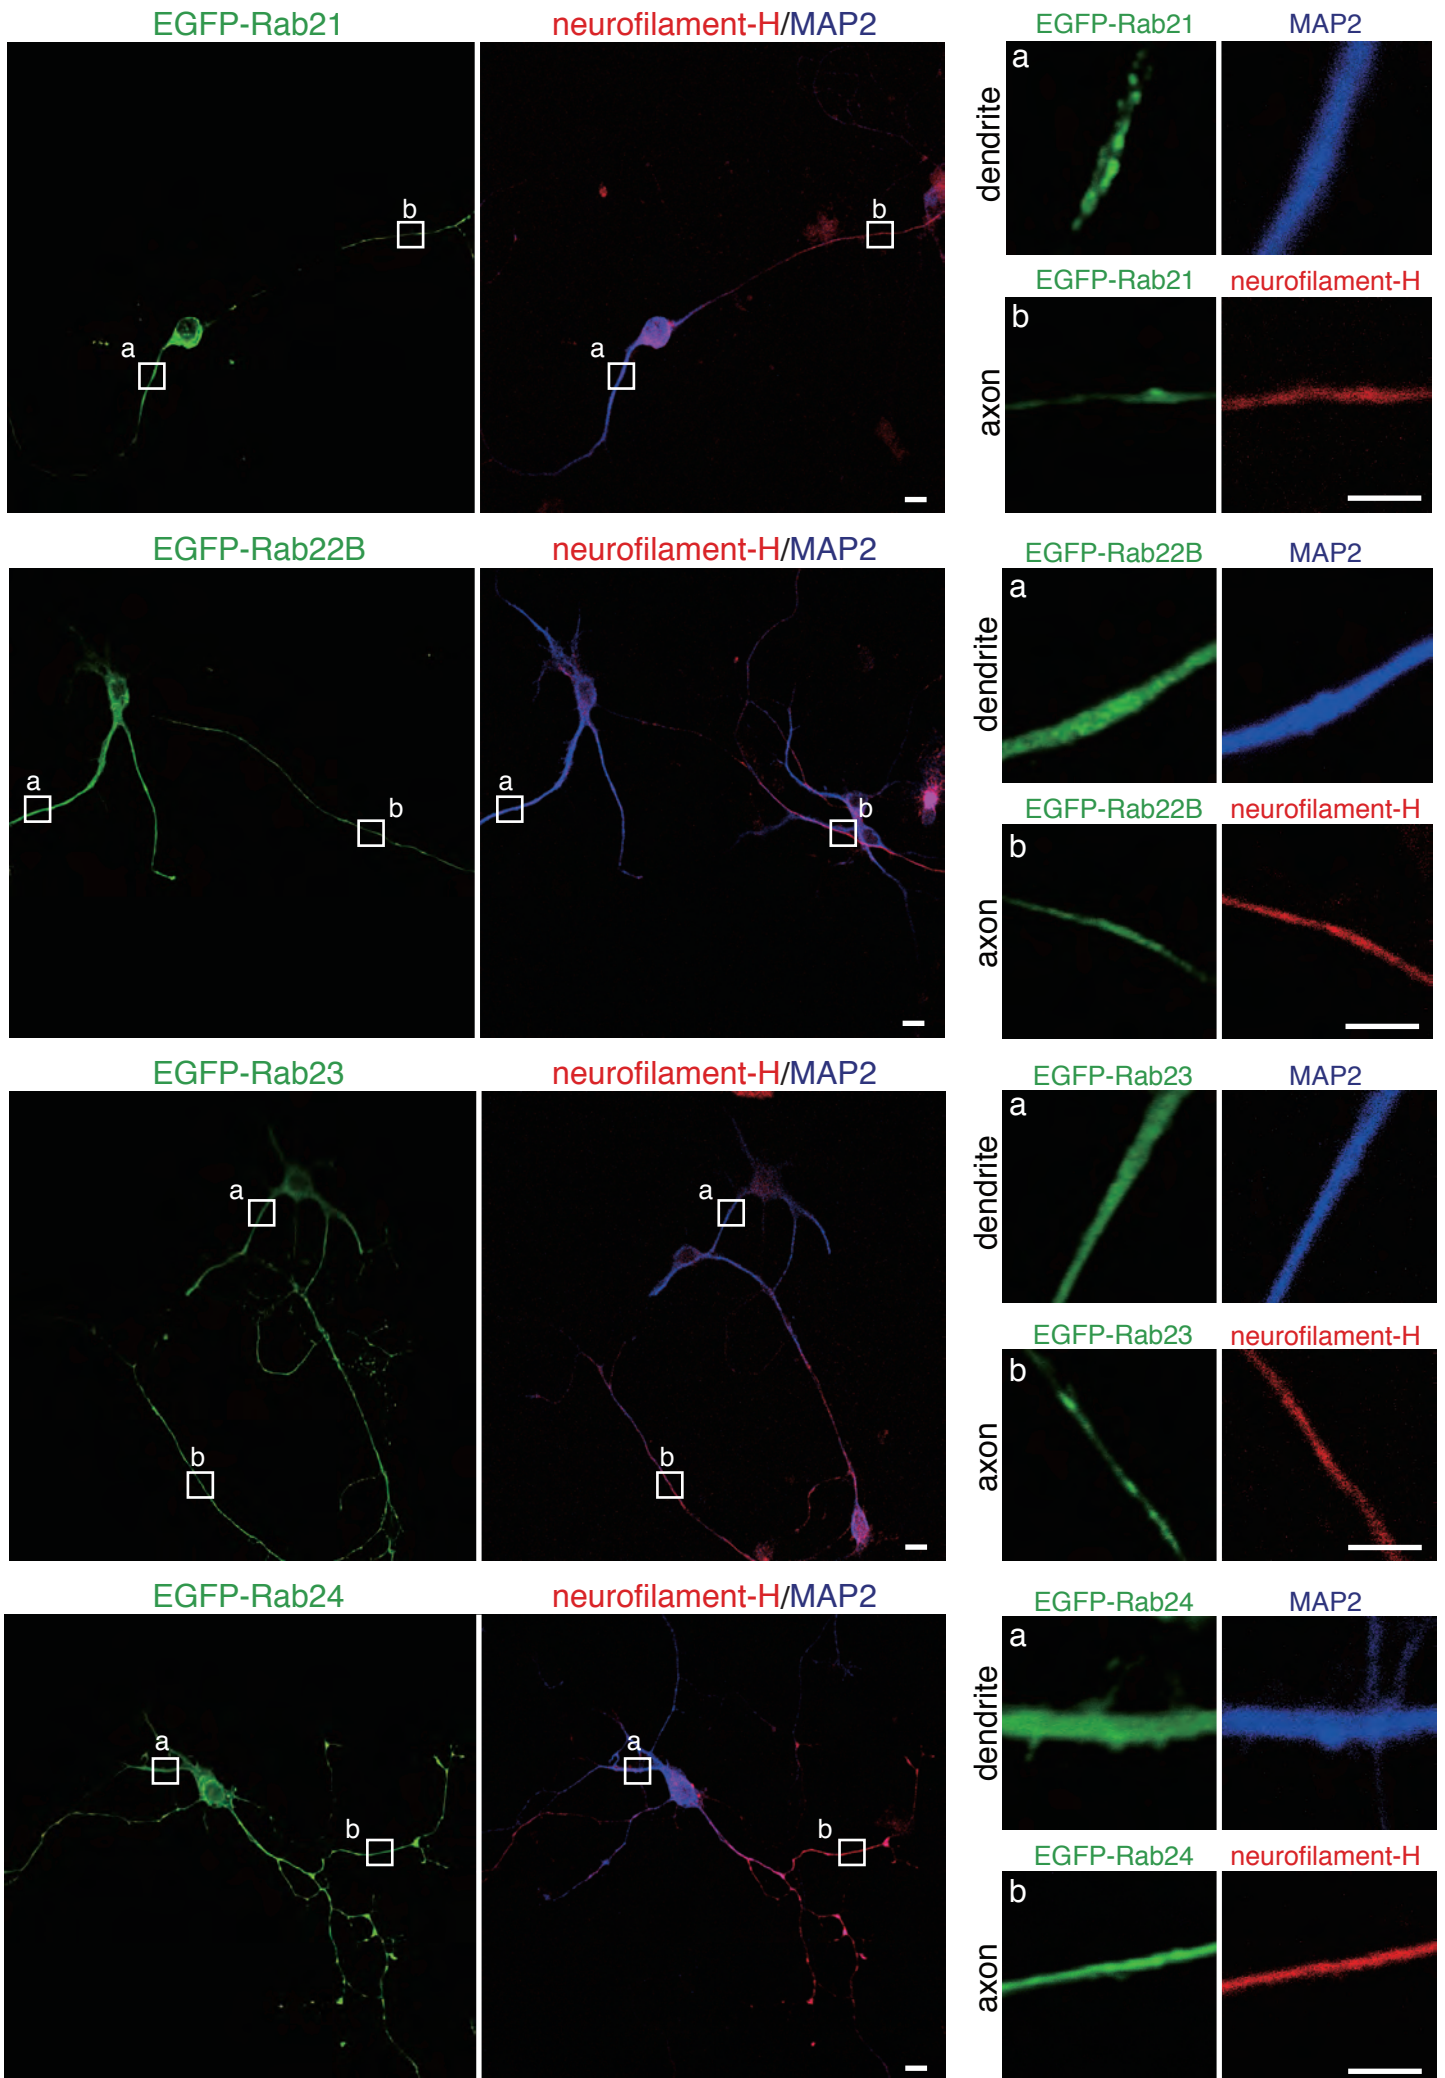 EGFP-Rab21
neurofilament-H/MAP2
EGFP-Rab21
MAP2
a
b
a
b
a
dendrite
EGFP-Rab21
neurofilament-H
b
axon
EGFP-Rab22B
neurofilament-H/MAP2
EGFP-Rab22B
MAP2
a
b
a
b
a
dendrite
EGFP-Rab22B
neurofilament-H
b
axon
EGFP-Rab23
neurofilament-H/MAP2
EGFP-Rab23
MAP2
a
b
a
b
a
dendrite
EGFP-Rab23
neurofilament-H
b
axon
EGFP-Rab24
neurofilament-H/MAP2
EGFP-Rab24
MAP2
a
b
a
b
a
dendrite
EGFP-Rab24
neurofilament-H
b
axon